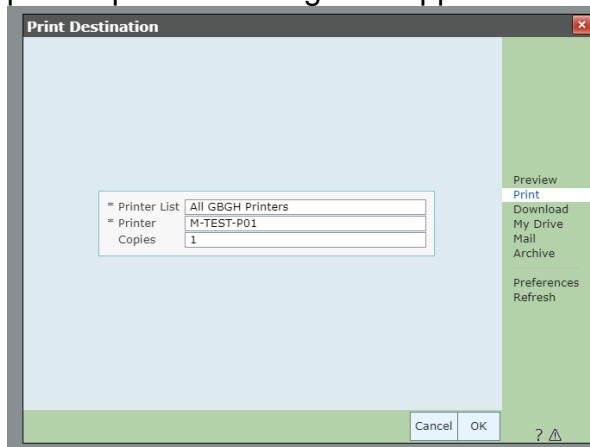 Print Destination
* Printer List All GBGH Printers
* Printer M-TEST-P01
Copies 1
Preview
Print
Download
My Drive
Mail
Archive
Preferences
Refresh
Cancel OK
?